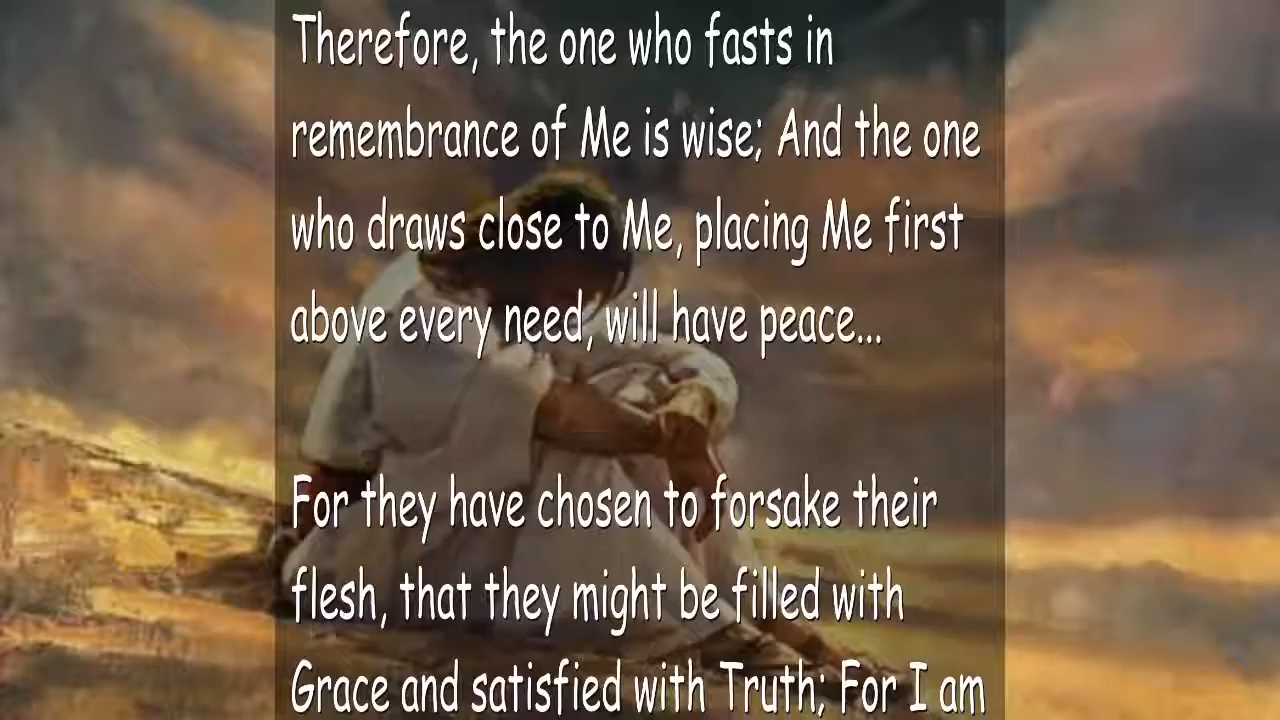 Therefore, the one who fasts in
remembrance of Me is wise; And the one
who draws close to Me, placing Me first
above every need, will have peace...
For they have chosen to forsake their
flesh, that they might be filled with
Grace and satisfied with Truth; For I am